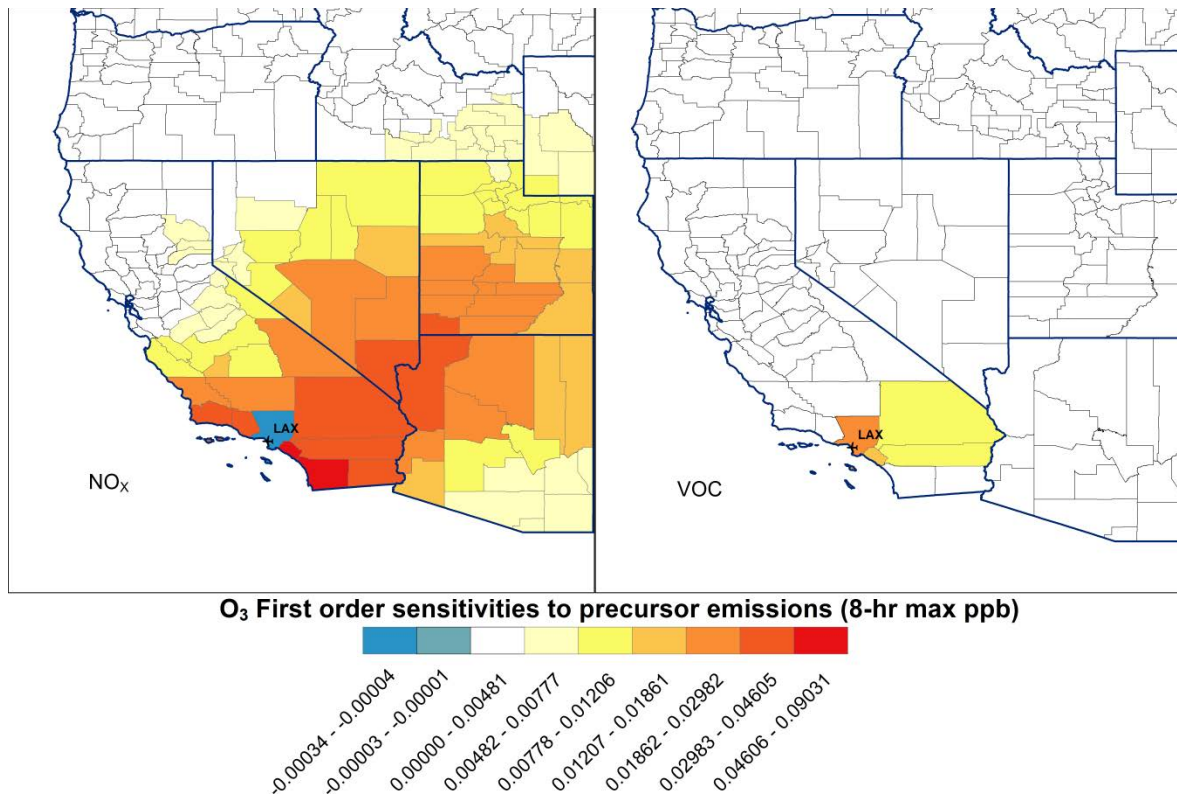 LAX
NOX
LAX
VOC
O3 First order sensitivities to precursor emissions (8-hr max ppb)
-0.00034 - -0.00004
-0.00003 - -0.00001
0.00000 - 0.00481
0.00482 - 0.00777
0.00778 - 0.01206
0.01207 - 0.01861
0.01862 - 0.02982
0.02983 - 0.04605
0.04606 - 0.09031